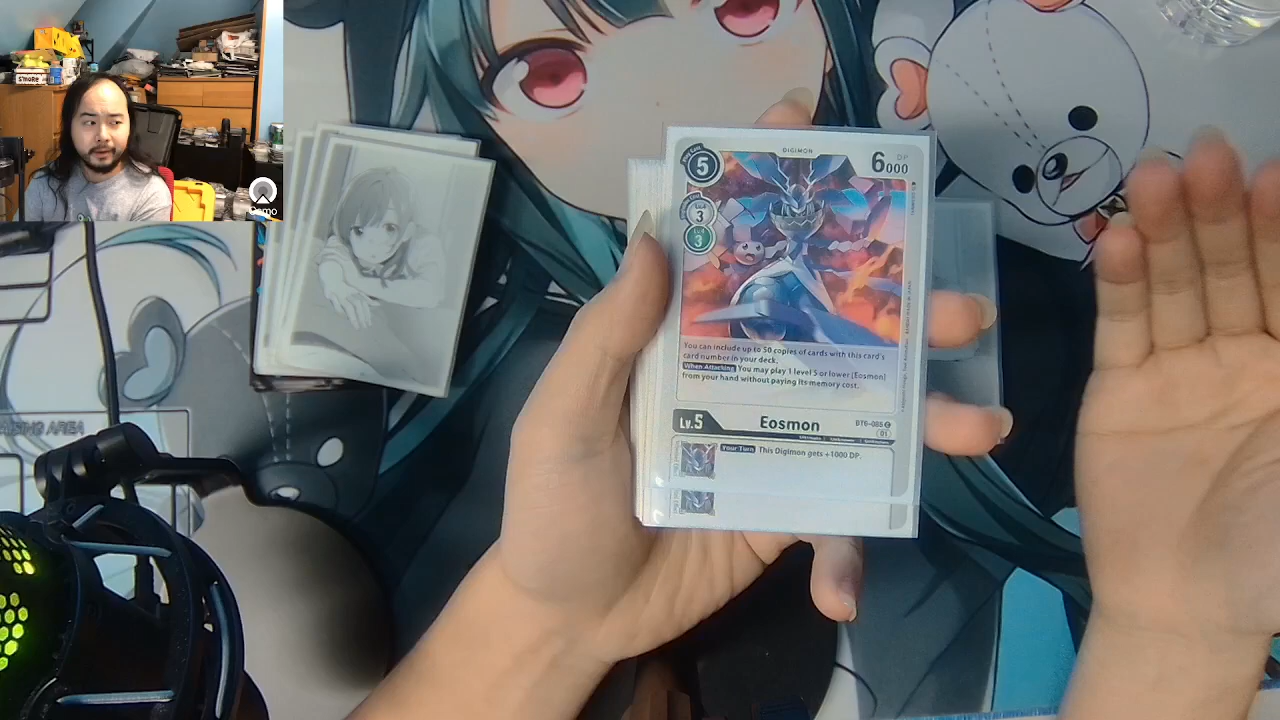 DIGIMON
5
DP
6000
3
3
You can include up to 50 copies of cards with this card's
card number in your deck.
When Attacking You may play 1 level 5 or lower [Eosmon]
from your hand without paying its memory cost.
Lv.5
Eosmon
BT6-085
Your Turn This Digimon gets +1000 DP.
AREA
S'MORE